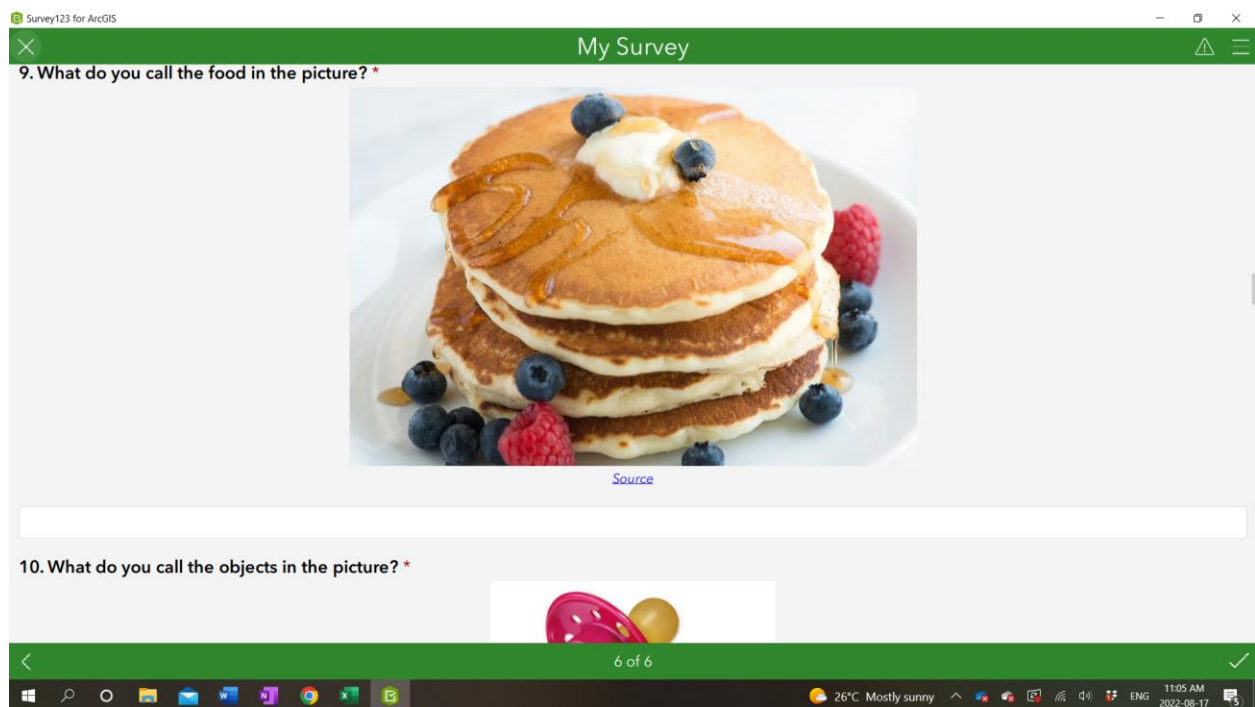 Survey123 for ArcGIS
My Survey
9. What do you call the food in the picture? *
Source
10. What do you call the objects in the picture? *
6 of 6
26°C Mostly sunny
ENG
11:05 AM
2022-08-17
5